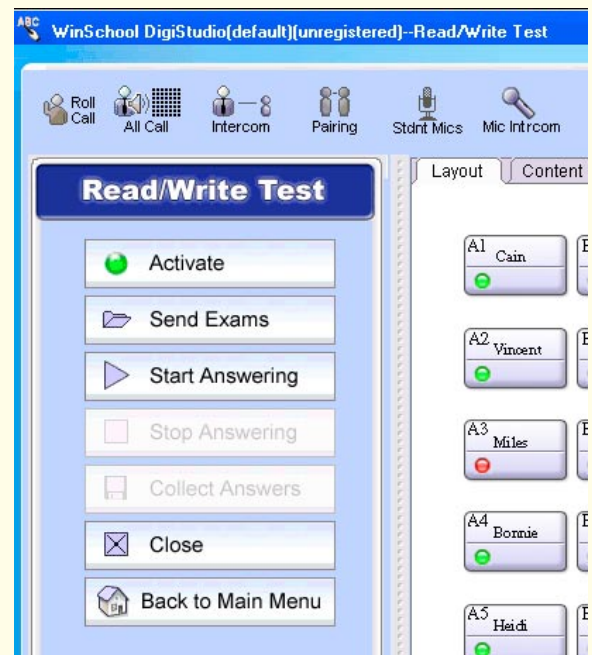 ABC
WinSchool DigiStudio(default)(unregistered)--Read/Write Test
Roll Call
All Call
Intercom
Pairing
Stdnt Mics
Mic Intrcom
Read/Write Test
Layout
Content
Activate
Send Exams
Start Answering
Stop Answering
Collect Answers
Close
Back to Main Menu
A1
Cain
A2
Vincent
A3
Miles
A4
Bonnie
A5
Heidi